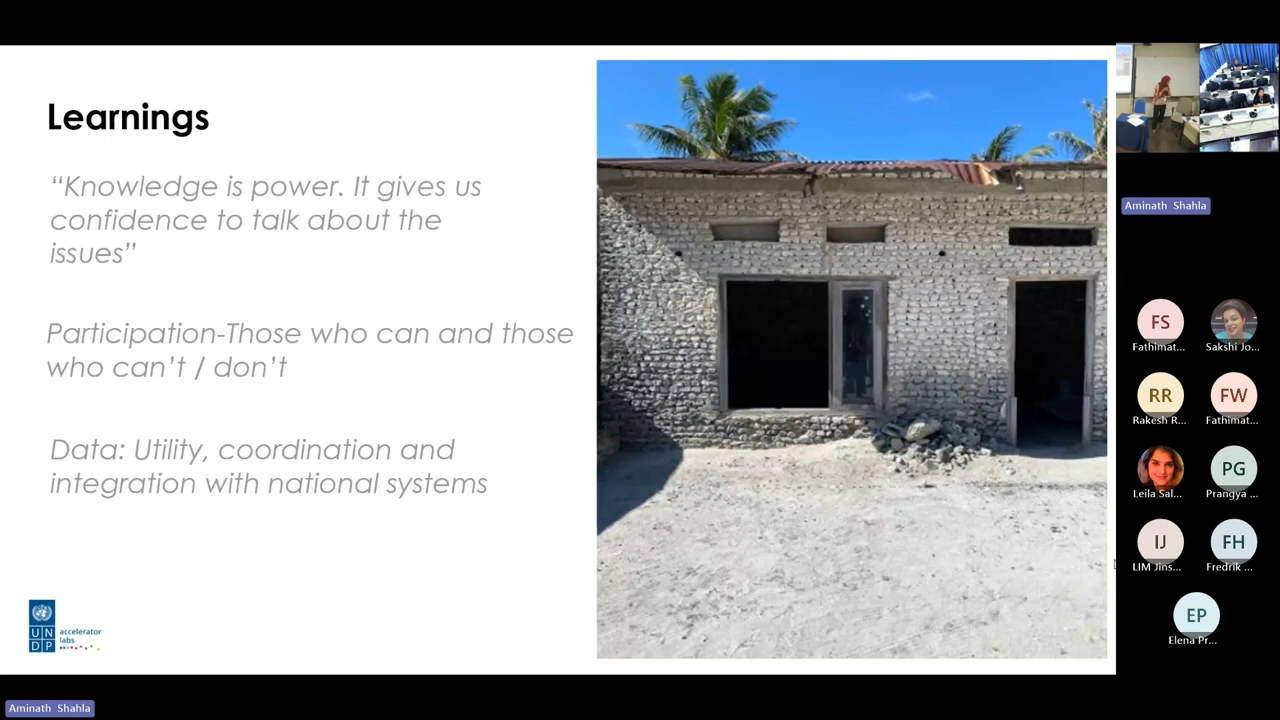 Learnings
“Knowledge is power. It gives us
confidence to talk about the
issues”
Participation-Those who can and those
who can’t / don’t
Data: Utility, coordination and
integration with national systems
UN
DP
accelerator
labs
Aminath Shahla
FS
Fathimat...
Sakshi Jo...
RR
Rakesh R...
FW
Fathimat...
Leila Sal...
PG
Prangya ...
IJ
LIM Jins...
FH
Fredrik ...
EP
Elena Pr...
Aminath Shahla